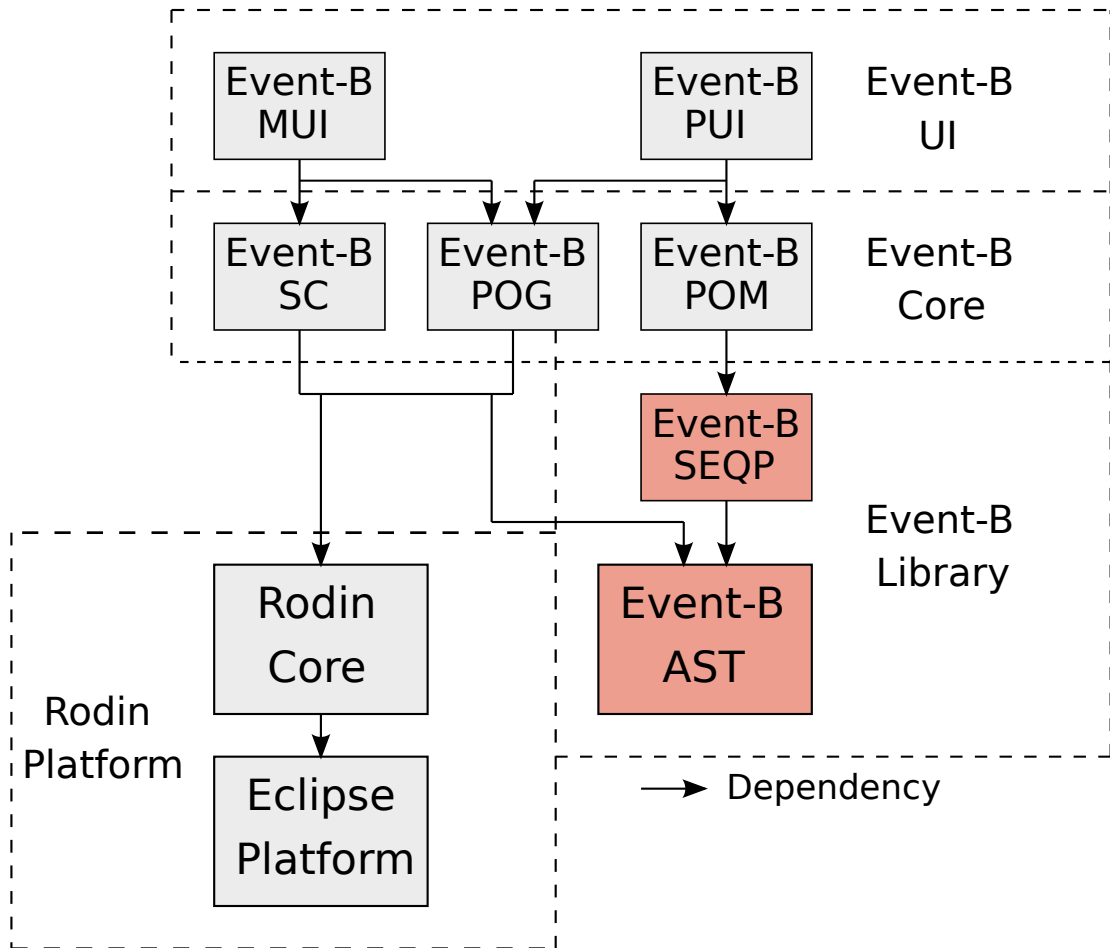 Event-B
MUI
Event-B
PUI
Event-B
UI
Event-B
SC
Event-B
POG
Event-B
POM
Event-B
Core
Event-B
SEQP
Event-B
Library
Rodin
Core
Event-B
AST
Rodin
Platform
Eclipse
Platform
Dependency